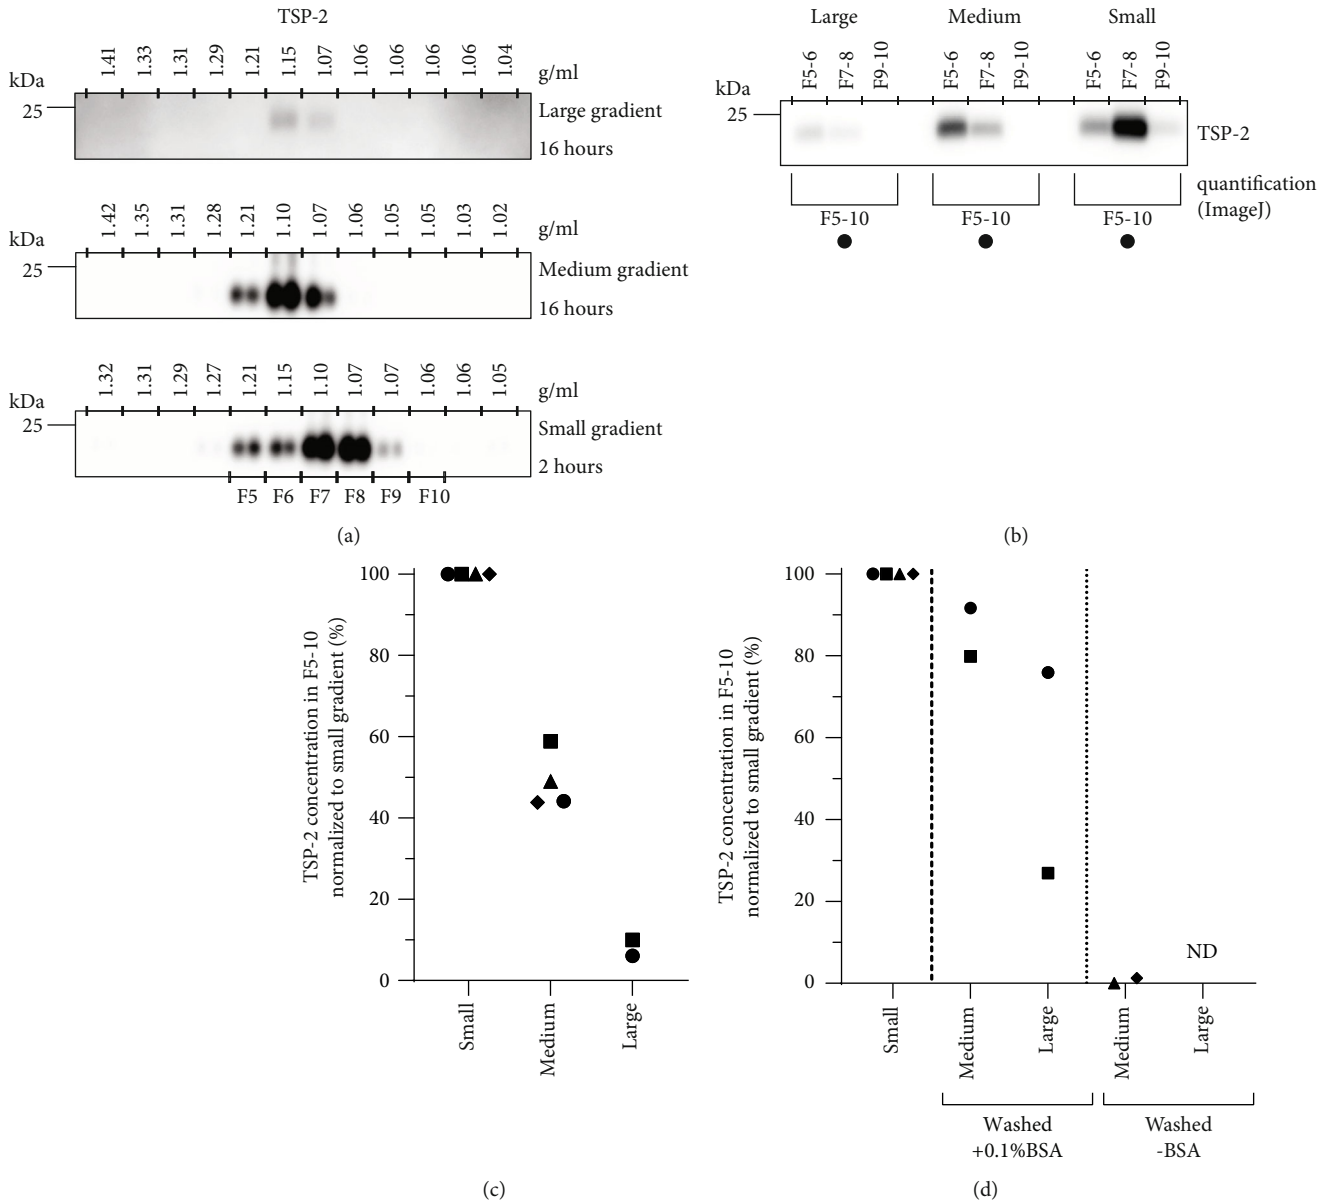 TSP-2
1.41 1.33 1.31 1.29 1.21 1.15 1.07 1.06 1.06 1.06 1.06 1.04 g/ml
kDa
25
Large gradient
16 hours
1.42 1.35 1.31 1.28 1.21 1.10 1.07 1.06 1.05 1.05 1.03 1.02 g/ml
kDa
25
Medium gradient
16 hours
1.32 1.31 1.29 1.27 1.21 1.15 1.10 1.07 1.07 1.06 1.06 1.05 g/ml
kDa
25
Small gradient
2 hours
F5 F6 F7 F8 F9 F10
(a)
Large Medium Small
F5-6 F7-8 F9-10 F5-6 F7-8 F9-10 F5-6 F7-8 F9-10
kDa
25
TSP-2
quantification
(ImageJ)
F5-10 F5-10 F5-10
(b)
TSP-2 concentration in F5-10
normalized to small gradient (%)
100
80
60
40
20
0
Small Medium Large
(c)
TSP-2 concentration in F5-10
normalized to small gradient (%)
100
80
60
40
20
0
ND
Small Medium Large Medium Large
Washed
+0.1%BSA
Washed
-BSA
(d)